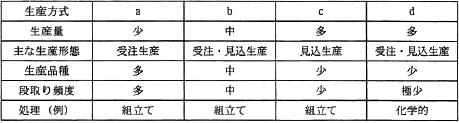 生産方式 a b c d
生産量 少 中 多 多
主な生産形態 受注生産 受注・見込生産 見込生産 受注・見込生産
生産品種 多 中 少 少
段取り頻度 多 中 少 極少
処理（例） 組立て 組立て 組立て 化学的